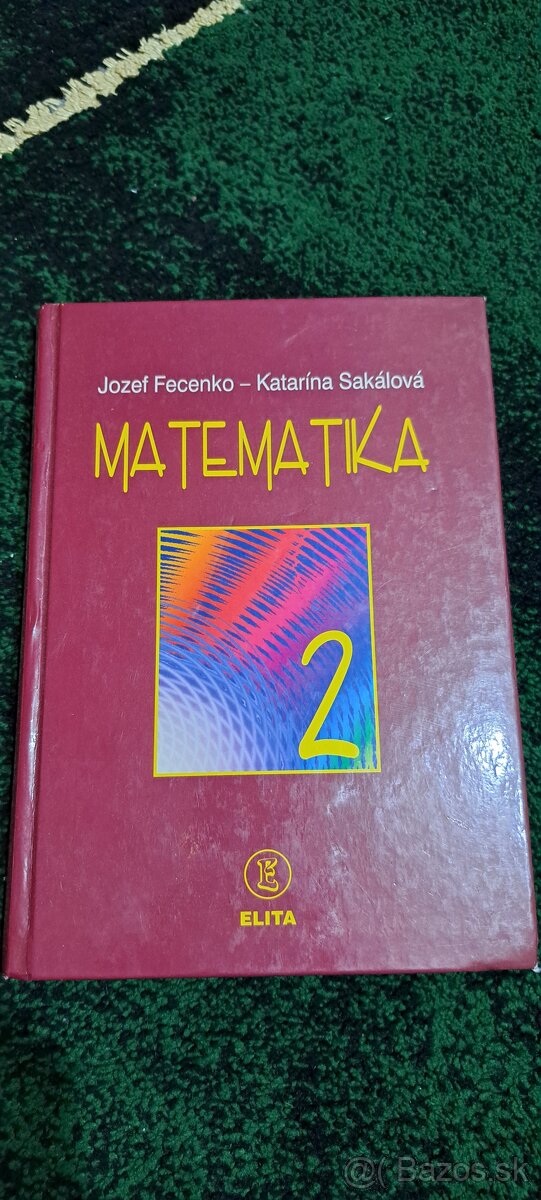 Jozef Fecenko – Katarína Sakálová
MATEMATIKA
2
E
ELITA
@Bazos.sk